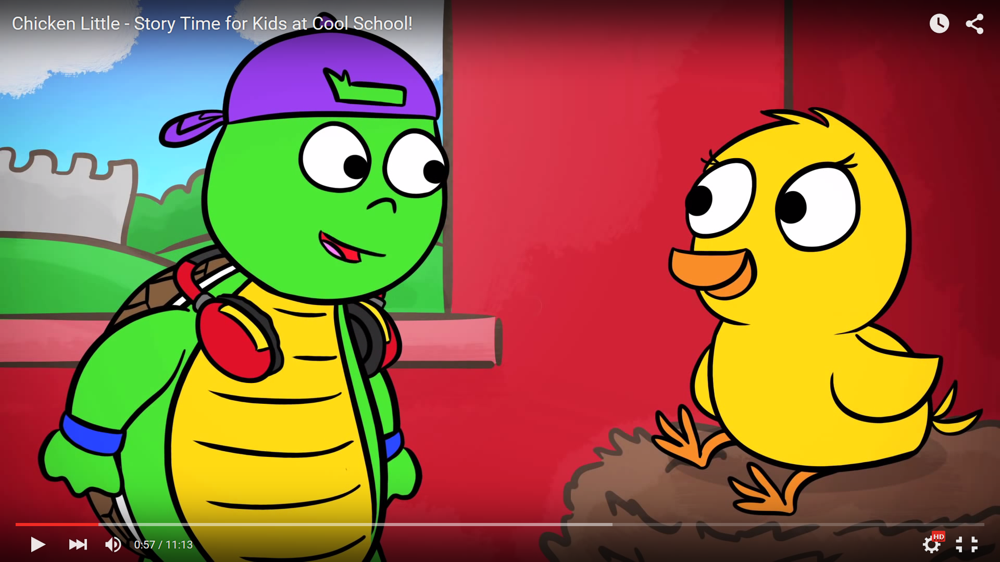 Chicken Little - Story Time for Kids at Cool School!
HD
0:57 / 11:13